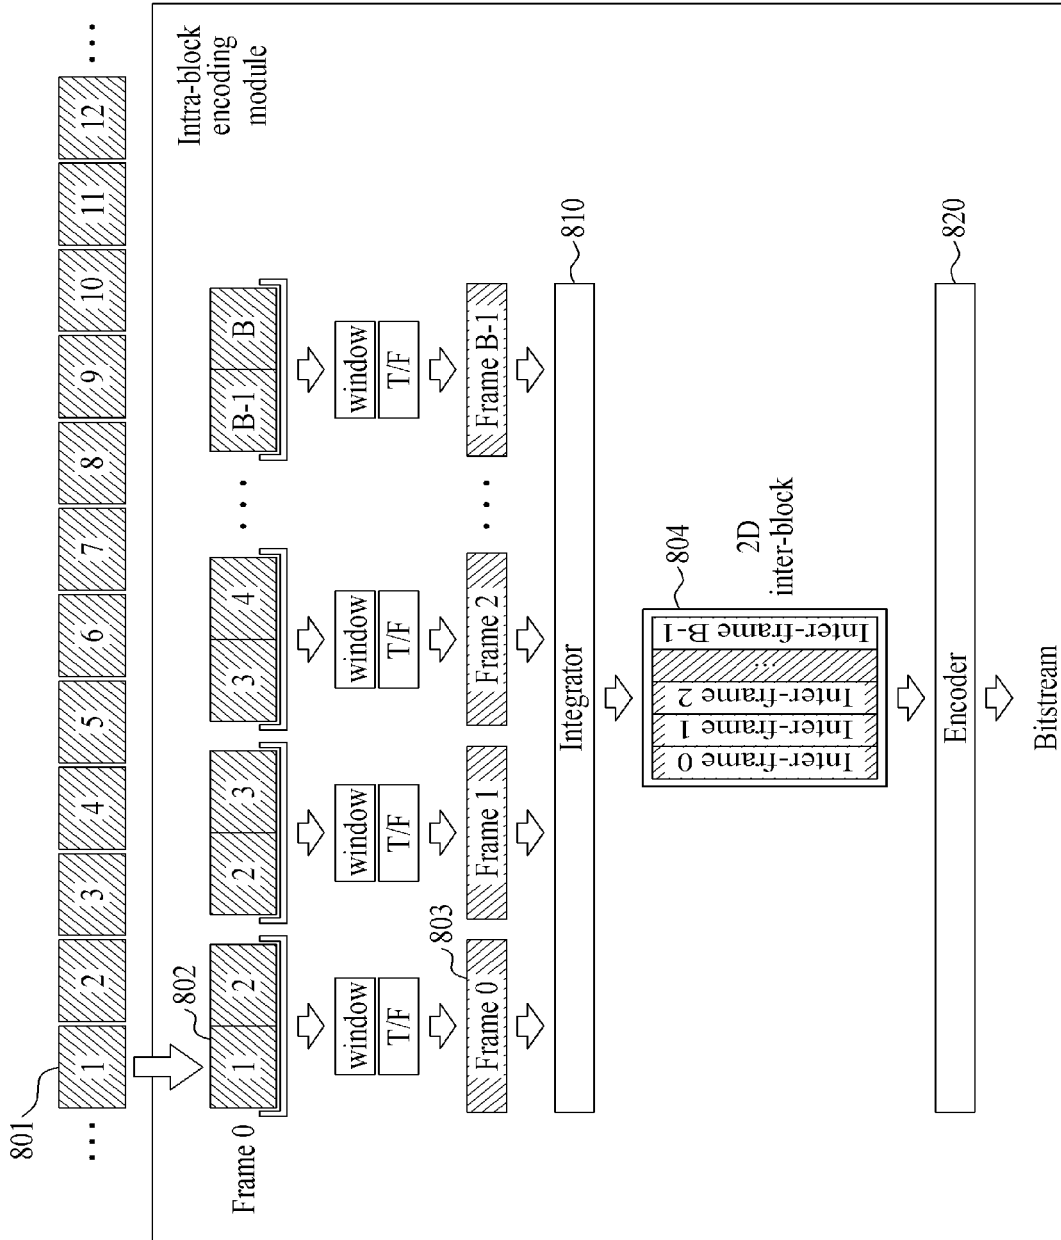 801
... 1 2 3 4 5 6 7 8 9 10 11 12 ...
Intra-block
encoding
module
802
Frame 0
1 2 2 3 3 4 ... B-1 B
window window window window
T/F T/F T/F T/F
803
Frame 0 Frame 1 Frame 2 ... Frame B-1
Integrator
810
804
Inter-frame 0
Inter-frame 1
Inter-frame 2
...
Inter-frame B-1
2D
inter-block
Encoder
820
Bitstream